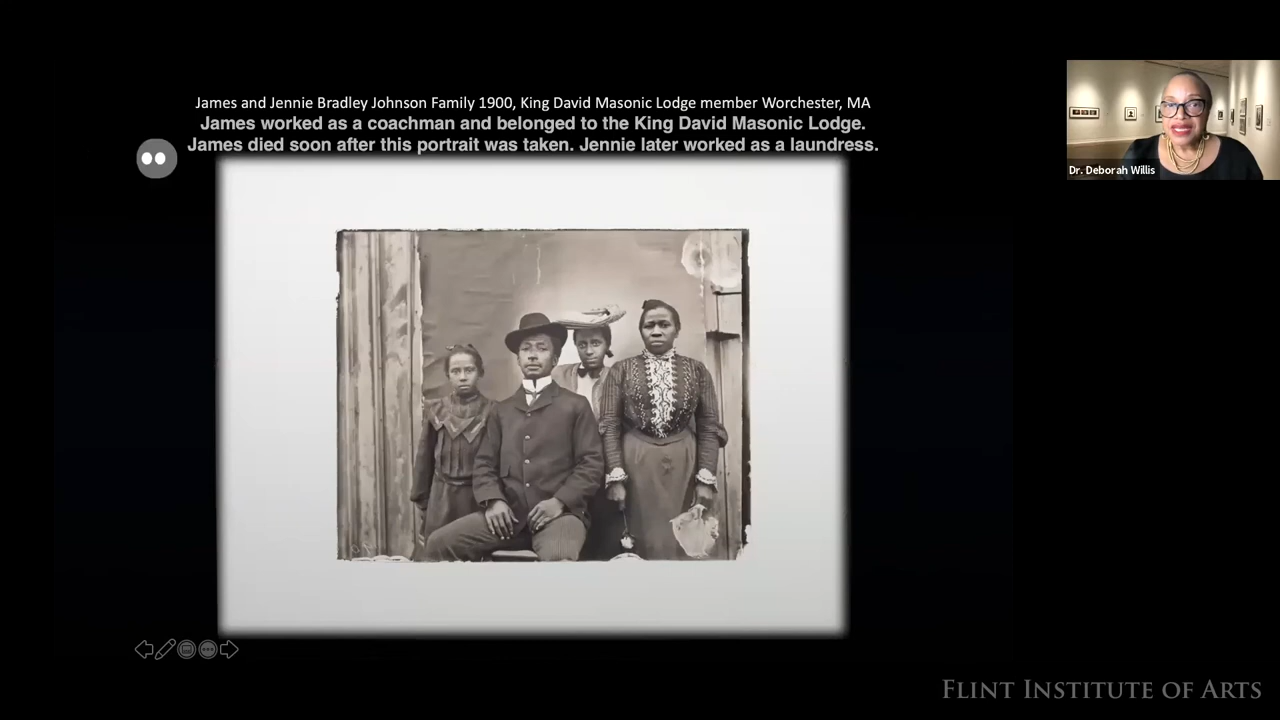 James and Jennie Bradley Johnson Family 1900, King David Masonic Lodge member Worchester, MA
James worked as a coachman and belonged to the King David Masonic Lodge.
James died soon after this portrait was taken. Jennie later worked as a laundress.
Dr. Deborah Willis
FLINT INSTITUTE OF ARTS